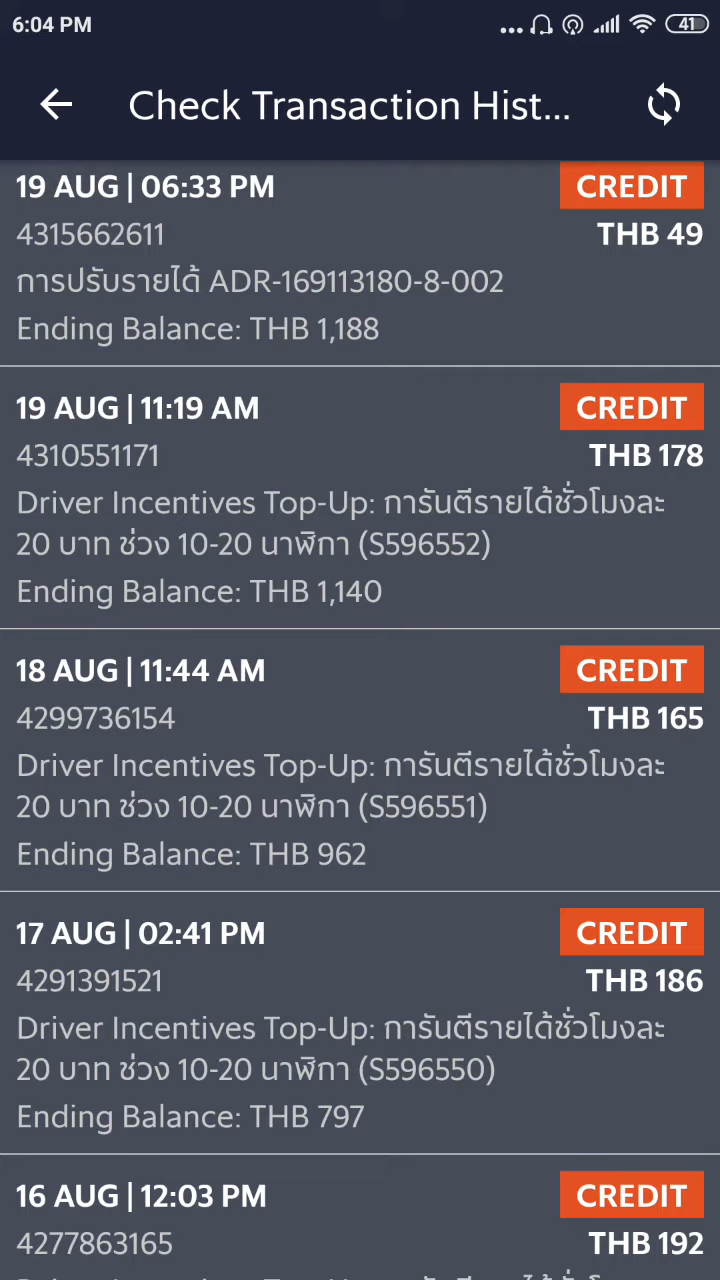 6:04 PM
41
Check Transaction Hist...
19 AUG | 06:33 PM
CREDIT
4315662611
THB 49
การปรับรายได้ ADR-169113180-8-002
Ending Balance: THB 1,188
19 AUG | 11:19 AM
CREDIT
4310551171
THB 178
Driver Incentives Top-Up: การันตีรายได้ชั่วโมงละ
20 บาท ช่วง 10-20 นาฬิกา (S596552)
Ending Balance: THB 1,140
18 AUG | 11:44 AM
CREDIT
4299736154
THB 165
Driver Incentives Top-Up: การันตีรายได้ชั่วโมงละ
20 บาท ช่วง 10-20 นาฬิกา (S596551)
Ending Balance: THB 962
17 AUG | 02:41 PM
CREDIT
4291391521
THB 186
Driver Incentives Top-Up: การันตีรายได้ชั่วโมงละ
20 บาท ช่วง 10-20 นาฬิกา (S596550)
Ending Balance: THB 797
16 AUG | 12:03 PM
CREDIT
4277863165
THB 192